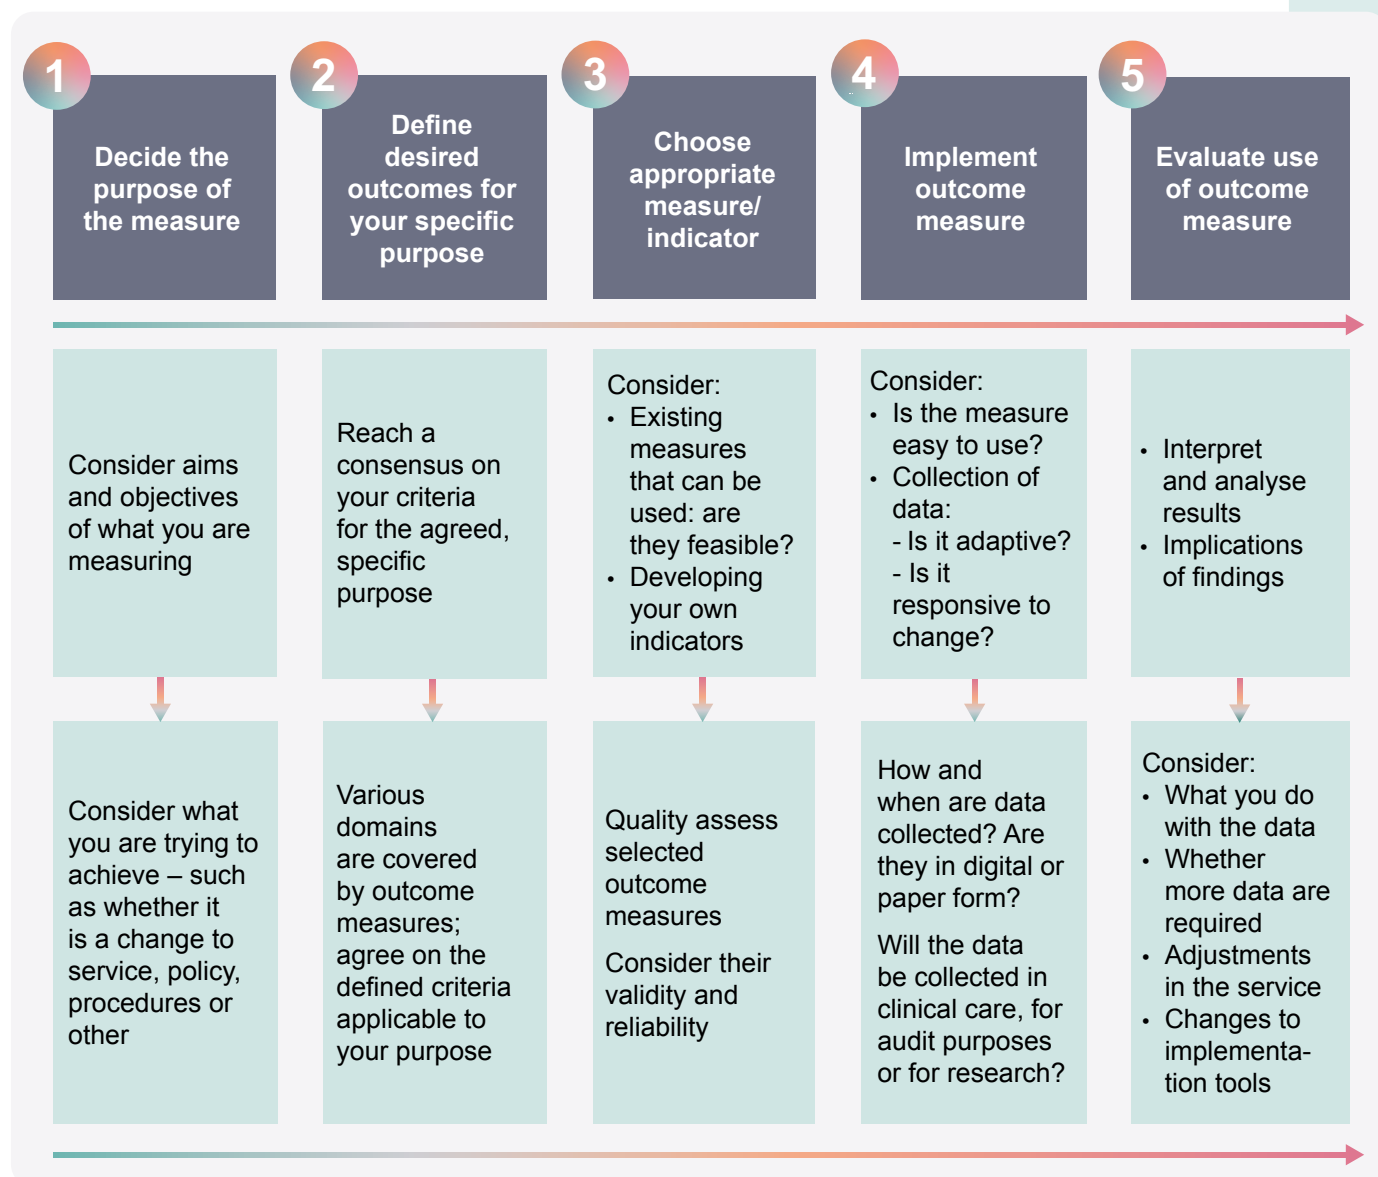 1
Decide the
purpose of
the measure
2
Define
desired
outcomes for
your specific
purpose
3
Choose
appropriate
measure/
indicator
4
Implement
outcome
measure
5
Evaluate use
of outcome
measure
Consider aims
and objectives
of what you are
measuring
Reach a
consensus on
your criteria
for the agreed,
specific
purpose
Consider:
• Existing
measures
that can be
used: are
they feasible?
• Developing
your own
indicators
Consider:
• Is the measure
easy to use?
• Collection of
data:
- Is it adaptive?
- Is it
responsive to
change?
• Interpret
and analyse
results
• Implications
of findings
Consider what
you are trying to
achieve – such
as whether it
is a change to
service, policy,
procedures or
other
Various
domains
are covered
by outcome
measures;
agree on the
defined criteria
applicable to
your purpose
Quality assess
selected
outcome
measures
Consider their
validity and
reliability
How and
when are data
collected? Are
they in digital or
paper form?
Will the data
be collected in
clinical care, for
audit purposes
or for research?
Consider:
• What you do
with the data
• Whether
more data are
required
• Adjustments
in the service
• Changes to
implementa-
tion tools